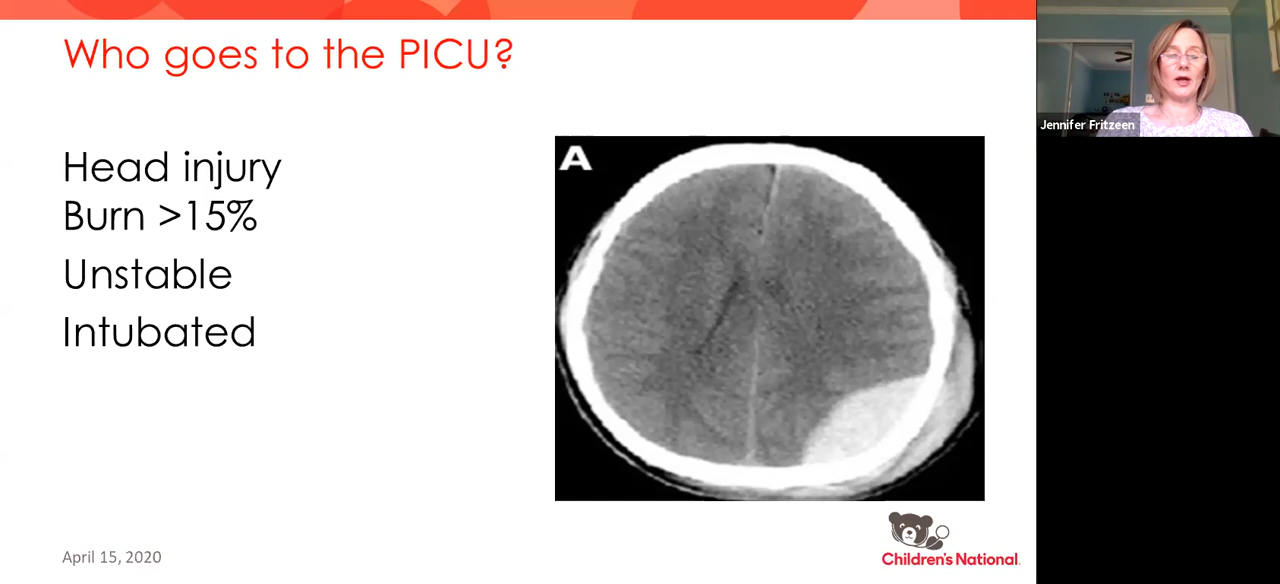 Who goes to the PICU?
Jennifer Fritzeen
Head injury
Burn >15%
Unstable
Intubated
A
April 15, 2020
Children's National